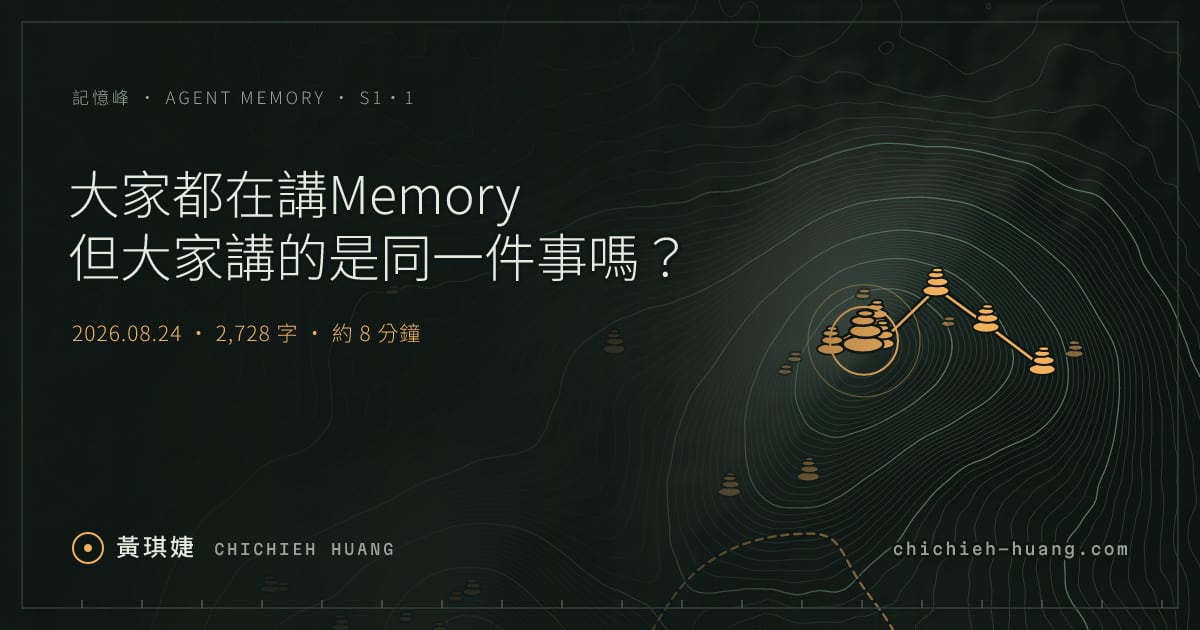 記憶峰 · AGENT MEMORY · S1·1
大家都在講Memory
但大家講的是同一件事嗎？
2026.08.24 · 2,728 字 · 約 8 分鐘
黃琪婕 CHICHIEH HUANG
chichieh-huang.com